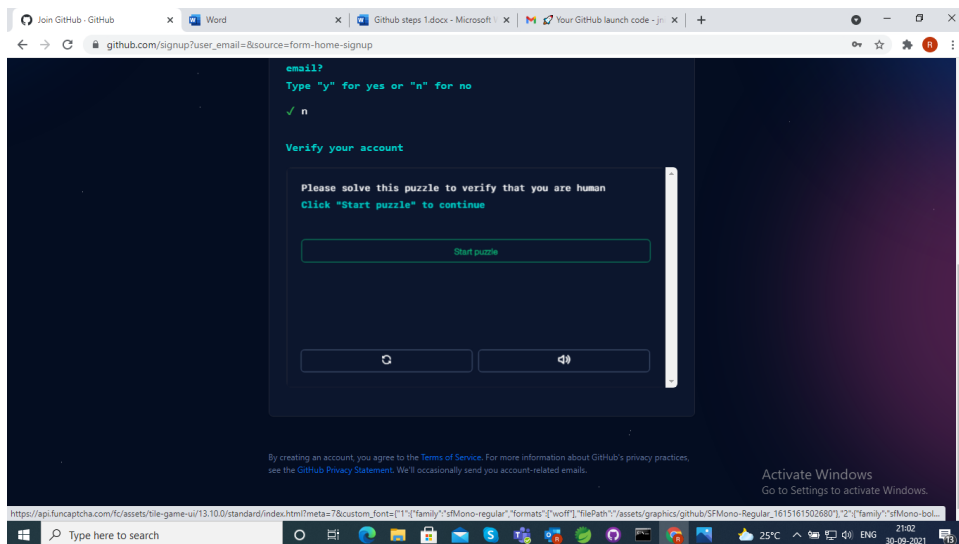 Join GitHub · GitHub
Word
Github steps 1.docx - Microsoft
Your GitHub launch code -
github.com/signup?user_email=&source=form-home-signup
R
email?
Type "y" for yes or "n" for no
✓ n
Verify your account
Please solve this puzzle to verify that you are human
Click "Start puzzle" to continue
Start puzzle
By creating an account, you agree to the Terms of Service. For more information about GitHub's privacy practices,
see the GitHub Privacy Statement. We'll occasionally send you account-related emails.
Activate Windows
Go to Settings to activate Windows.
https://api.funcaptcha.com/fc/assets/tile-game-ui/13.10.0/standard/index.html?meta=7&custom_font={"1":{"family":"sfMono-regular","formats":["woff"],"filePath":"/assets/graphics/github/SFMono-Regular_1615161502680"},"2":{"family":"sfMono-bol...
Type here to search
25°C
ENG
21:02
30-09-2021